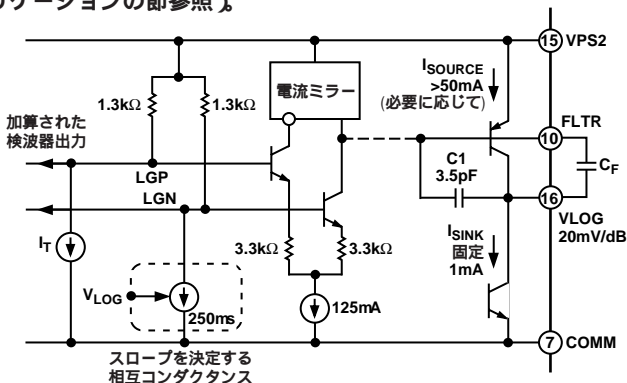 ケーションの節参照)。
15 VPS2
ISOURCE
>50mA
(必要に応じて)
電流ミラー
1.3kΩ
1.3kΩ
加算された
検波器出力
FLTR
10
C1
3.5pF
CF
LGP
LGN
16
VLOG
20mV/dB
ISINK
固定
1mA
3.3kΩ
3.3kΩ
IT
VLOG
250ms
125mA
7 COMM
スロープを決定する
相互コンダクタンス